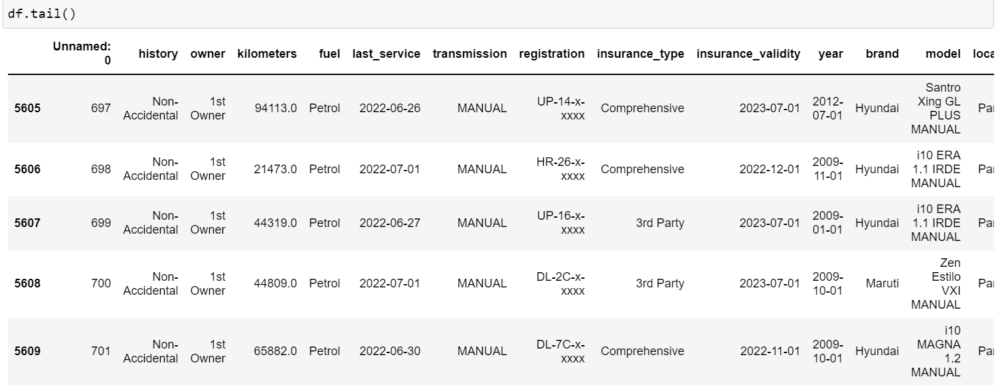 df.tail()
Unnamed: 0 history owner kilometers fuel last_service transmission registration insurance_type insurance_validity year brand model loca
5605 697 Non-Accidental 1st Owner 94113.0 Petrol 2022-06-26 MANUAL UP-14-x-xxxx Comprehensive 2023-07-01 2012-07-01 Hyundai Santro Xing GL PLUS MANUAL Par
5606 698 Non-Accidental 1st Owner 21473.0 Petrol 2022-07-01 MANUAL HR-26-x-xxxx Comprehensive 2022-12-01 2009-11-01 Hyundai i10 ERA 1.1 IRDE MANUAL Par
5607 699 Non-Accidental 1st Owner 44319.0 Petrol 2022-06-27 MANUAL UP-16-x-xxxx 3rd Party 2023-07-01 2009-01-01 Hyundai i10 ERA 1.1 IRDE MANUAL Par
5608 700 Non-Accidental 1st Owner 44809.0 Petrol 2022-07-01 MANUAL DL-2C-x-xxxx 3rd Party 2023-07-01 2009-10-01 Maruti Zen Estilo VXI MANUAL Par
5609 701 Non-Accidental 1st Owner 65882.0 Petrol 2022-06-30 MANUAL DL-7C-x-xxxx Comprehensive 2022-11-01 2009-10-01 Hyundai i10 MAGNA 1.2 MANUAL Par